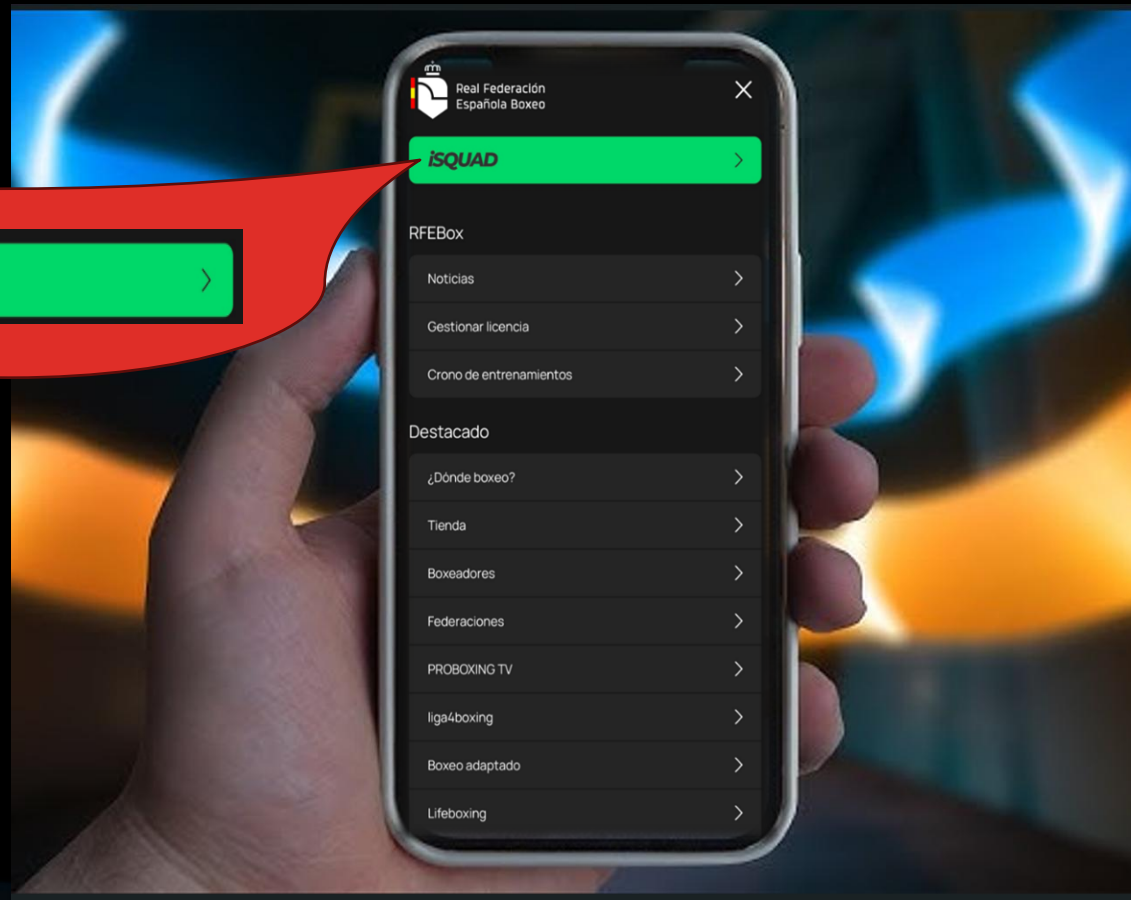 Real Federación
Española Boxeo
iSQUAD
RFEBox
Noticias
Gestionar licencia
Crono de entrenamientos
Destacado
¿Dónde boxeo?
Tienda
Boxeadores
Federaciones
PROBOXING TV
liga4boxing
Boxeo adaptado
Lifeboxing